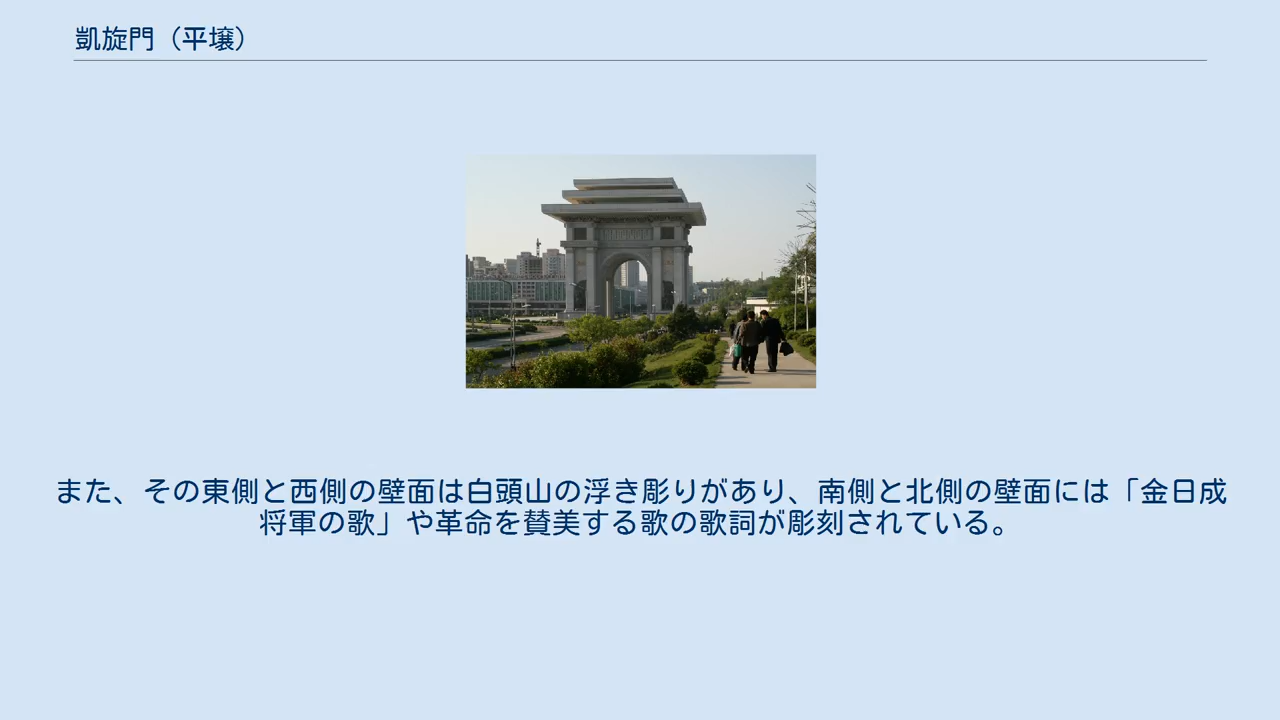 凱旋門（平壌）
また、その東側と西側の壁面は白頭山の浮き彫りがあり、南側と北側の壁面には「金日成
将軍の歌」や革命を賛美する歌の歌詞が彫刻されている。